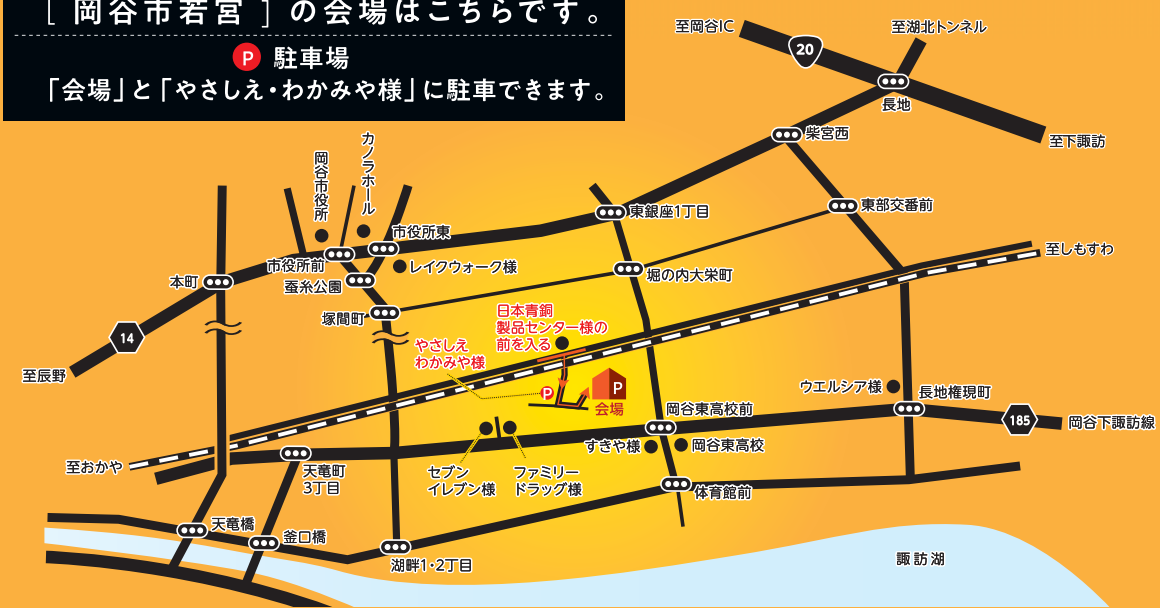 [ 岡谷市若宮 ] の会場はこちらです。
P 駐車場
「会場」と「やさしえ・わかみや様」に駐車できます。
至岡谷IC
20
至湖北トンネル
長地
至下諏訪
柴宮西
東部交番前
至しもすわ
カノラホール
岡谷市役所
市役所東
東銀座1丁目
市役所前
レイクウォーク様
堀の内大栄町
本町
蚕糸公園
塚間町
14
至辰野
日本青銅
製品センター様の
前を入る
やさしえ
わかみや様
P
P
会場
ウエルシア様
長地権現町
185
岡谷下諏訪線
岡谷東高校前
すきや様
岡谷東高校
至おかや
天竜町
3丁目
セブン
イレブン様
ファミリー
ドラッグ様
体育館前
天竜橋
釜口橋
湖畔1・2丁目
諏訪湖